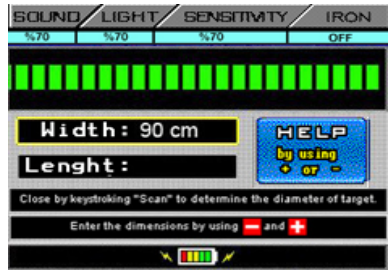 SOUND LIGHT SENSITIVITY IRON
%70 %70 %70 OFF
Width: 90 cm
Lenght:
HELP
by using
+ or -
Close by keystroking "Scan" to determine the diameter of target.
Enter the dimensions by using - and +